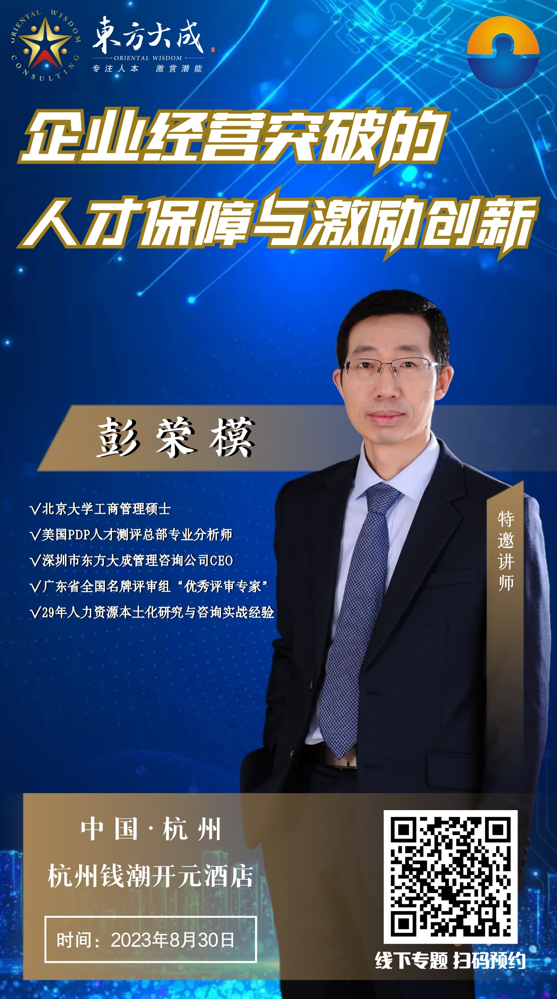 ORIENTAL WISDOM CONSULTING
東方大成
ORIENTAL WISDOM
专注人本 激赏潜能
企业经营突破的
人才保障与激励创新
彭荣模
√北京大学工商管理硕士
√美国PDP人才测评总部专业分析师
√深圳市东方大成管理咨询公司CEO
√广东省全国名牌评审组“优秀评审专家”
√29年人力资源本土化研究与咨询实战经验
特邀讲师
中国·杭州
杭州钱潮开元酒店
时间：2023年8月30日
线下专题 扫码预约